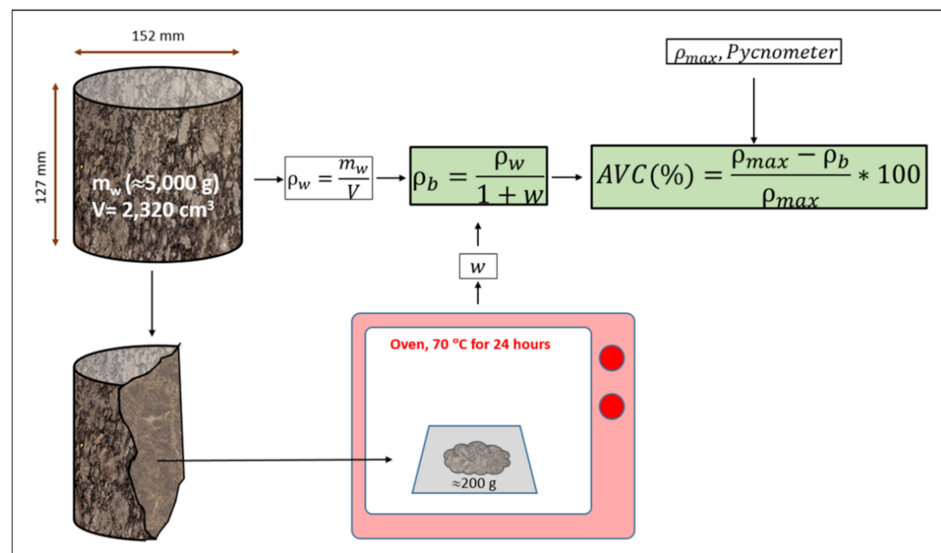 152 mm
127 mm
m_w (≈5,000 g)
V= 2,320 cm³
ρ_w = m_w / V
ρ_b = ρ_w / 1 + w
ρ_max, Pycnometer
AVC(%) = ρ_max − ρ_b / ρ_max * 100
w
Oven, 70 °C for 24 hours
≈200 g